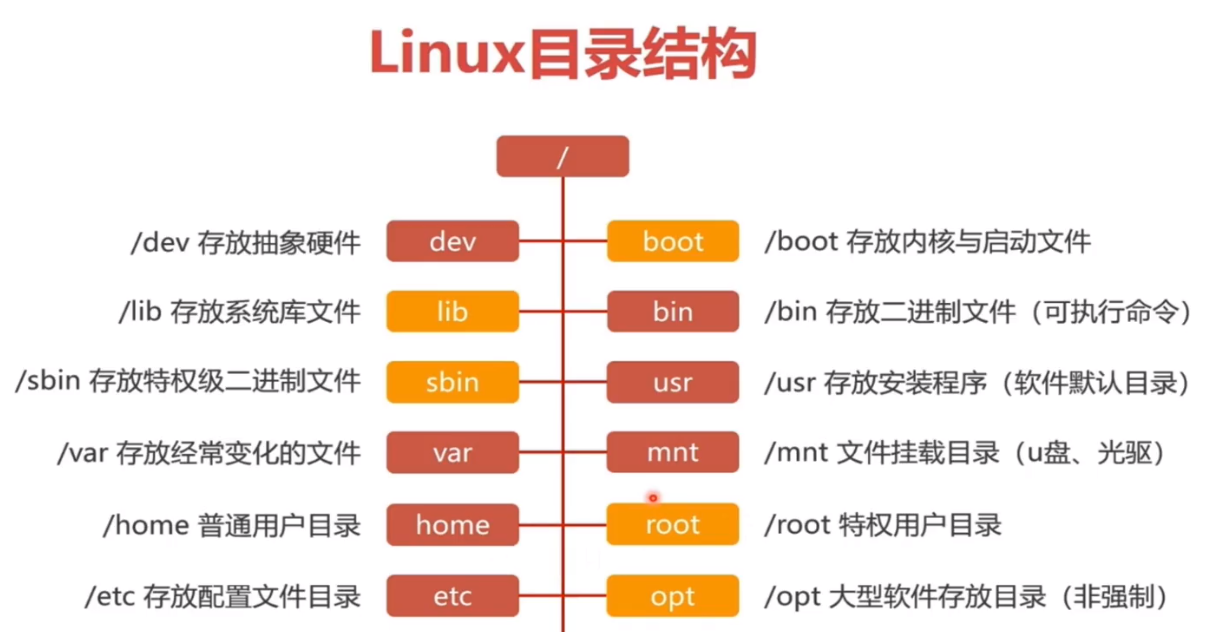 Linux目录结构
/
/dev 存放抽象硬件 dev boot /boot 存放内核与启动文件
/lib 存放系统库文件 lib bin /bin 存放二进制文件（可执行命令）
/sbin 存放特权级二进制文件 sbin usr /usr 存放安装程序（软件默认目录）
/var 存放经常变化的文件 var mnt /mnt 文件挂载目录（u盘、光驱）
/home 普通用户目录 home root /root 特权用户目录
/etc 存放配置文件目录 etc opt /opt 大型软件存放目录（非强制）